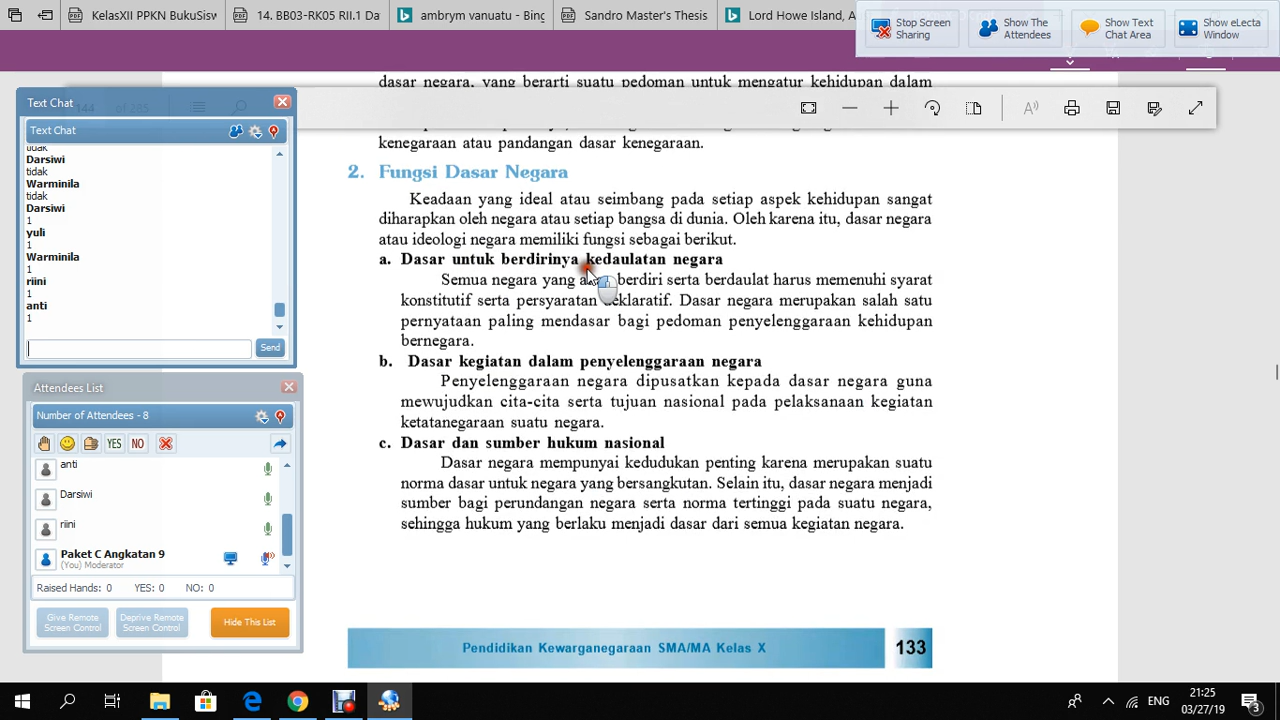 KelasXII PPKN BukuSisw
14. BB03-RK05 RII.1 Da
ambrym vanuatu - Bing
Sandro Master's Thesis
Lord Howe Island, A
Stop Screen
Sharing
Show The
Attendees
Show Text
Chat Area
Show eLecta
Window
dasar negara, yang berarti suatu pedoman untuk mengatur kehidupan dalam
kenegaraan atau pandangan dasar kenegaraan.
2. Fungsi Dasar Negara
Keadaan yang ideal atau seimbang pada setiap aspek kehidupan sangat
diharapkan oleh negara atau setiap bangsa di dunia. Oleh karena itu, dasar negara
atau ideologi negara memiliki fungsi sebagai berikut.
a. Dasar untuk berdirinya kedaulatan negara
Semua negara yang berdiri serta berdaulat harus memenuhi syarat
konstitutif serta persyaratan deklaratif. Dasar negara merupakan salah satu
pernyataan paling mendasar bagi pedoman penyelenggaraan kehidupan
bernegara.
b. Dasar kegiatan dalam penyelenggaraan negara
Penyelenggaraan negara dipusatkan kepada dasar negara guna
mewujudkan cita-cita serta tujuan nasional pada pelaksanaan kegiatan
ketatanegaraan suatu negara.
c. Dasar dan sumber hukum nasional
Dasar negara mempunyai kedudukan penting karena merupakan suatu
norma dasar untuk negara yang bersangkutan. Selain itu, dasar negara menjadi
sumber bagi perundangan negara serta norma tertinggi pada suatu negara,
sehingga hukum yang berlaku menjadi dasar dari semua kegiatan negara.
Pendidikan Kewarganegaraan SMA/MA Kelas X 133
Text Chat
Text Chat
tidak
Darsiwi
tidak
Warminila
tidak
Darsiwi
1
yuli
1
Warminila
1
riini
1
anti
1
Send
Attendees List
Number of Attendees - 8
YES NO
anti
Darsiwi
riini
Paket C Angkatan 9
(You) Moderator
Raised Hands: 0 YES: 0 NO: 0
Give Remote
Screen Control
Deprive Remote
Screen Control
Hide This List
ENG
21:25
03/27/19
3